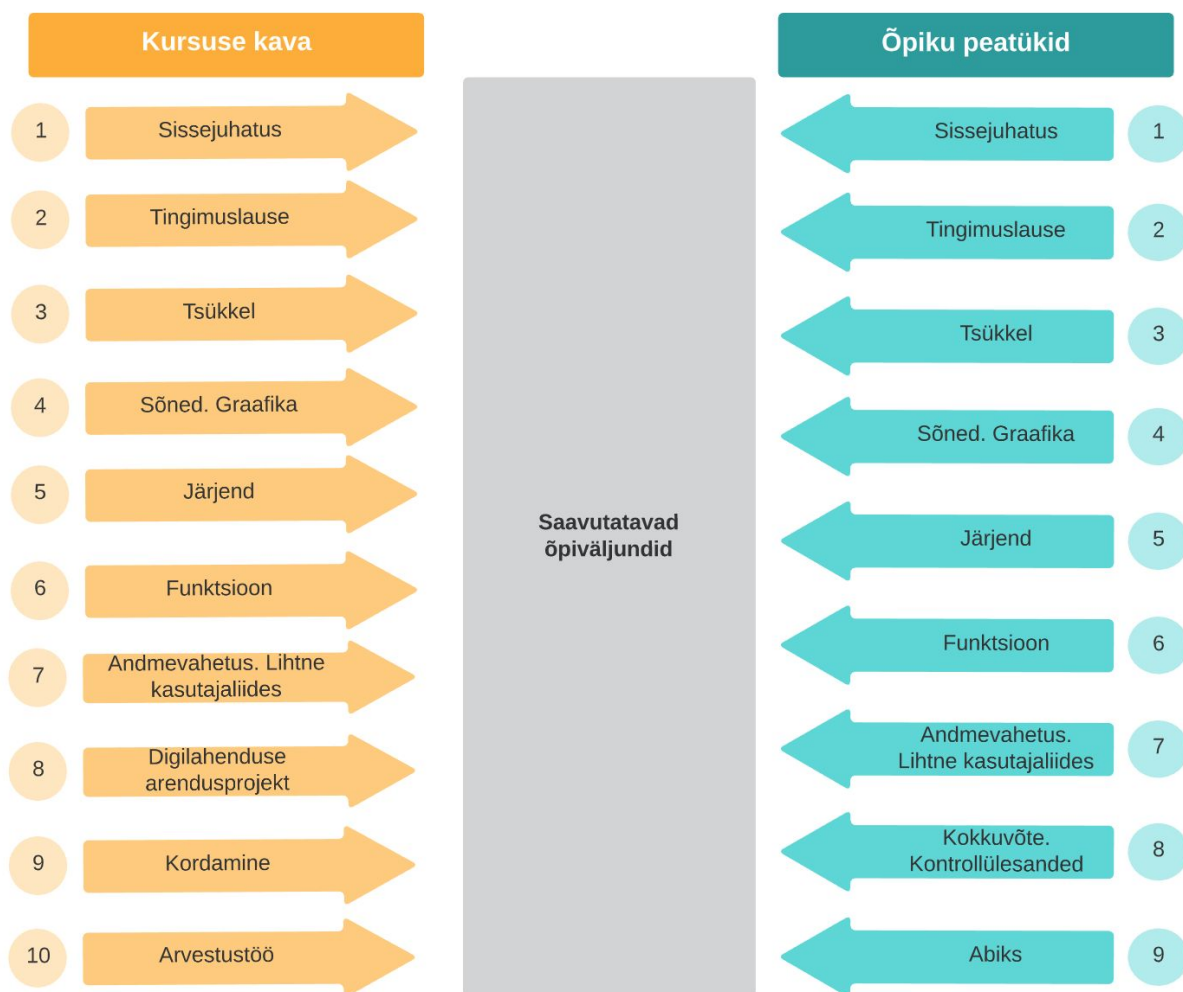 Kursuse kava
1
Sissejuhatus
2
Tingimuslause
3
Tsükkel
4
Sõned. Graafika
5
Järjend
6
Funktsioon
7
Andmevahetus. Lihtne
kasutajaliides
8
Digilahenduse
arendusprojekt
9
Kordamine
10
Arvestustöö
Saavutatavad
õpiväljundid
Õpiku peatükid
Sissejuhatus
1
Tingimuslause
2
Tsükkel
3
Sõned. Graafika
4
Järjend
5
Funktsioon
6
Andmevahetus.
Lihtne kasutajaliides
7
Kokkuvõte.
Kontrollülesanded
8
Abiks
9